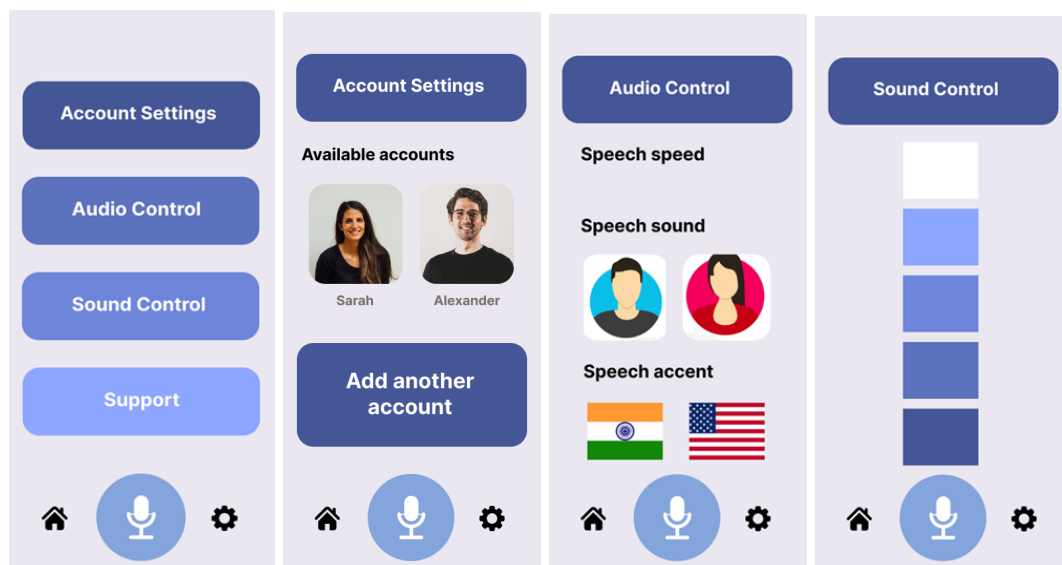 Account Settings
Audio Control
Sound Control
Support
Account Settings
Available accounts
Sarah
Alexander
Add another
account
Audio Control
Speech speed
Speech sound
Speech accent
Sound Control